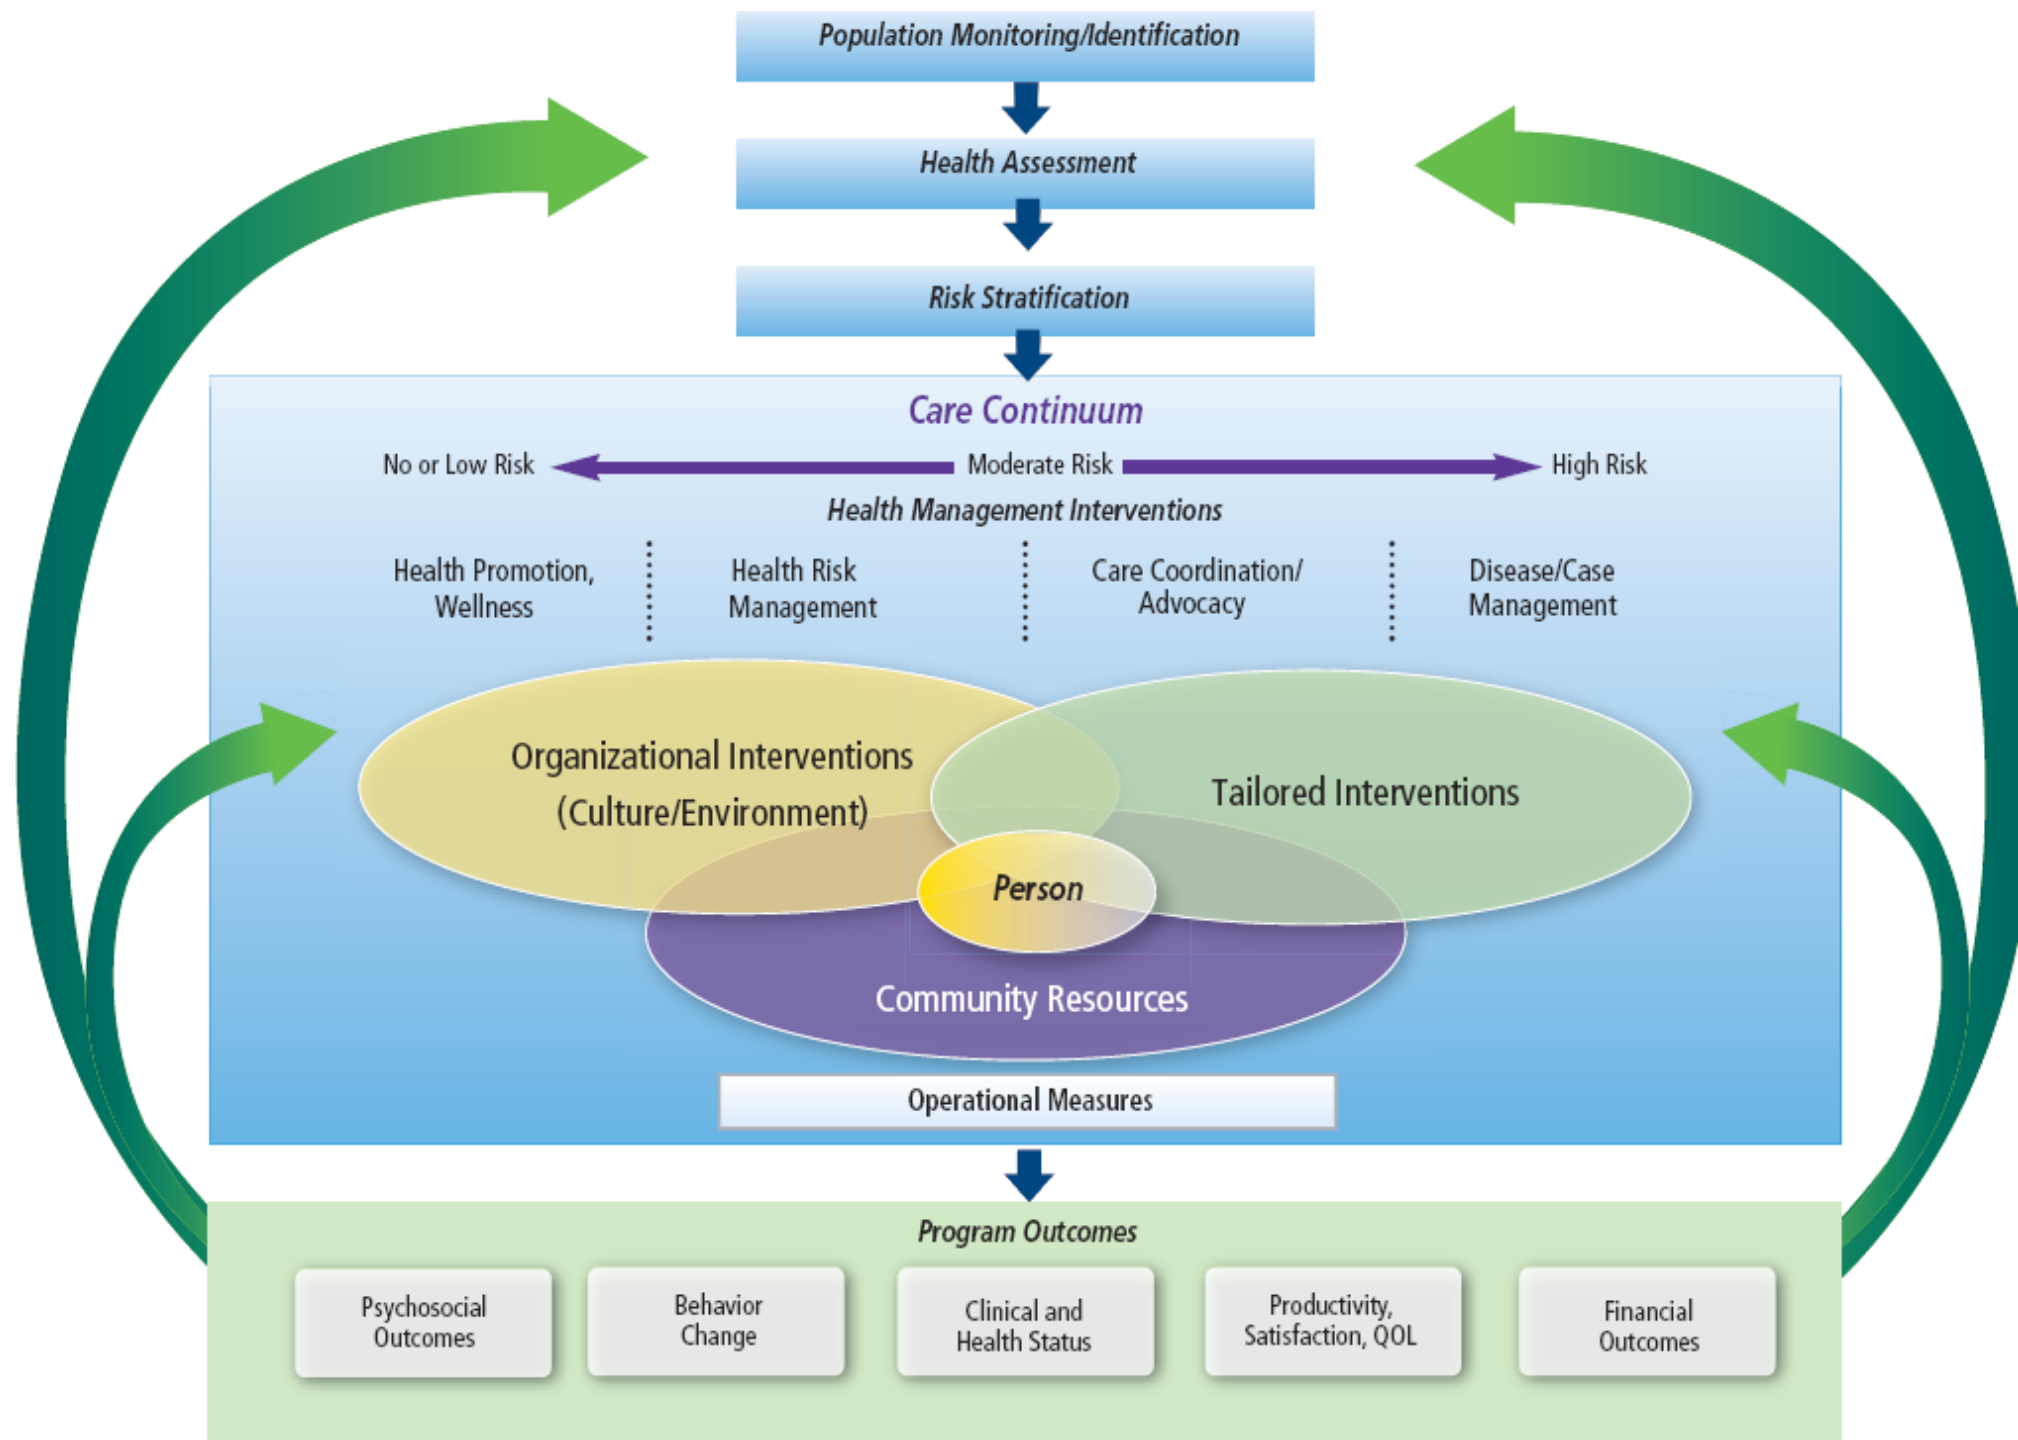 Population Monitoring/Identification
Health Assessment
Risk Stratification
Care Continuum
No or Low Risk
Moderate Risk
High Risk
Health Management Interventions
Health Promotion,
Wellness
Health Risk
Management
Care Coordination/
Advocacy
Disease/Case
Management
Organizational Interventions
(Culture/Environment)
Tailored Interventions
Person
Community Resources
Operational Measures
Program Outcomes
Psychosocial
Outcomes
Behavior
Change
Clinical and
Health Status
Productivity,
Satisfaction, QOL
Financial
Outcomes